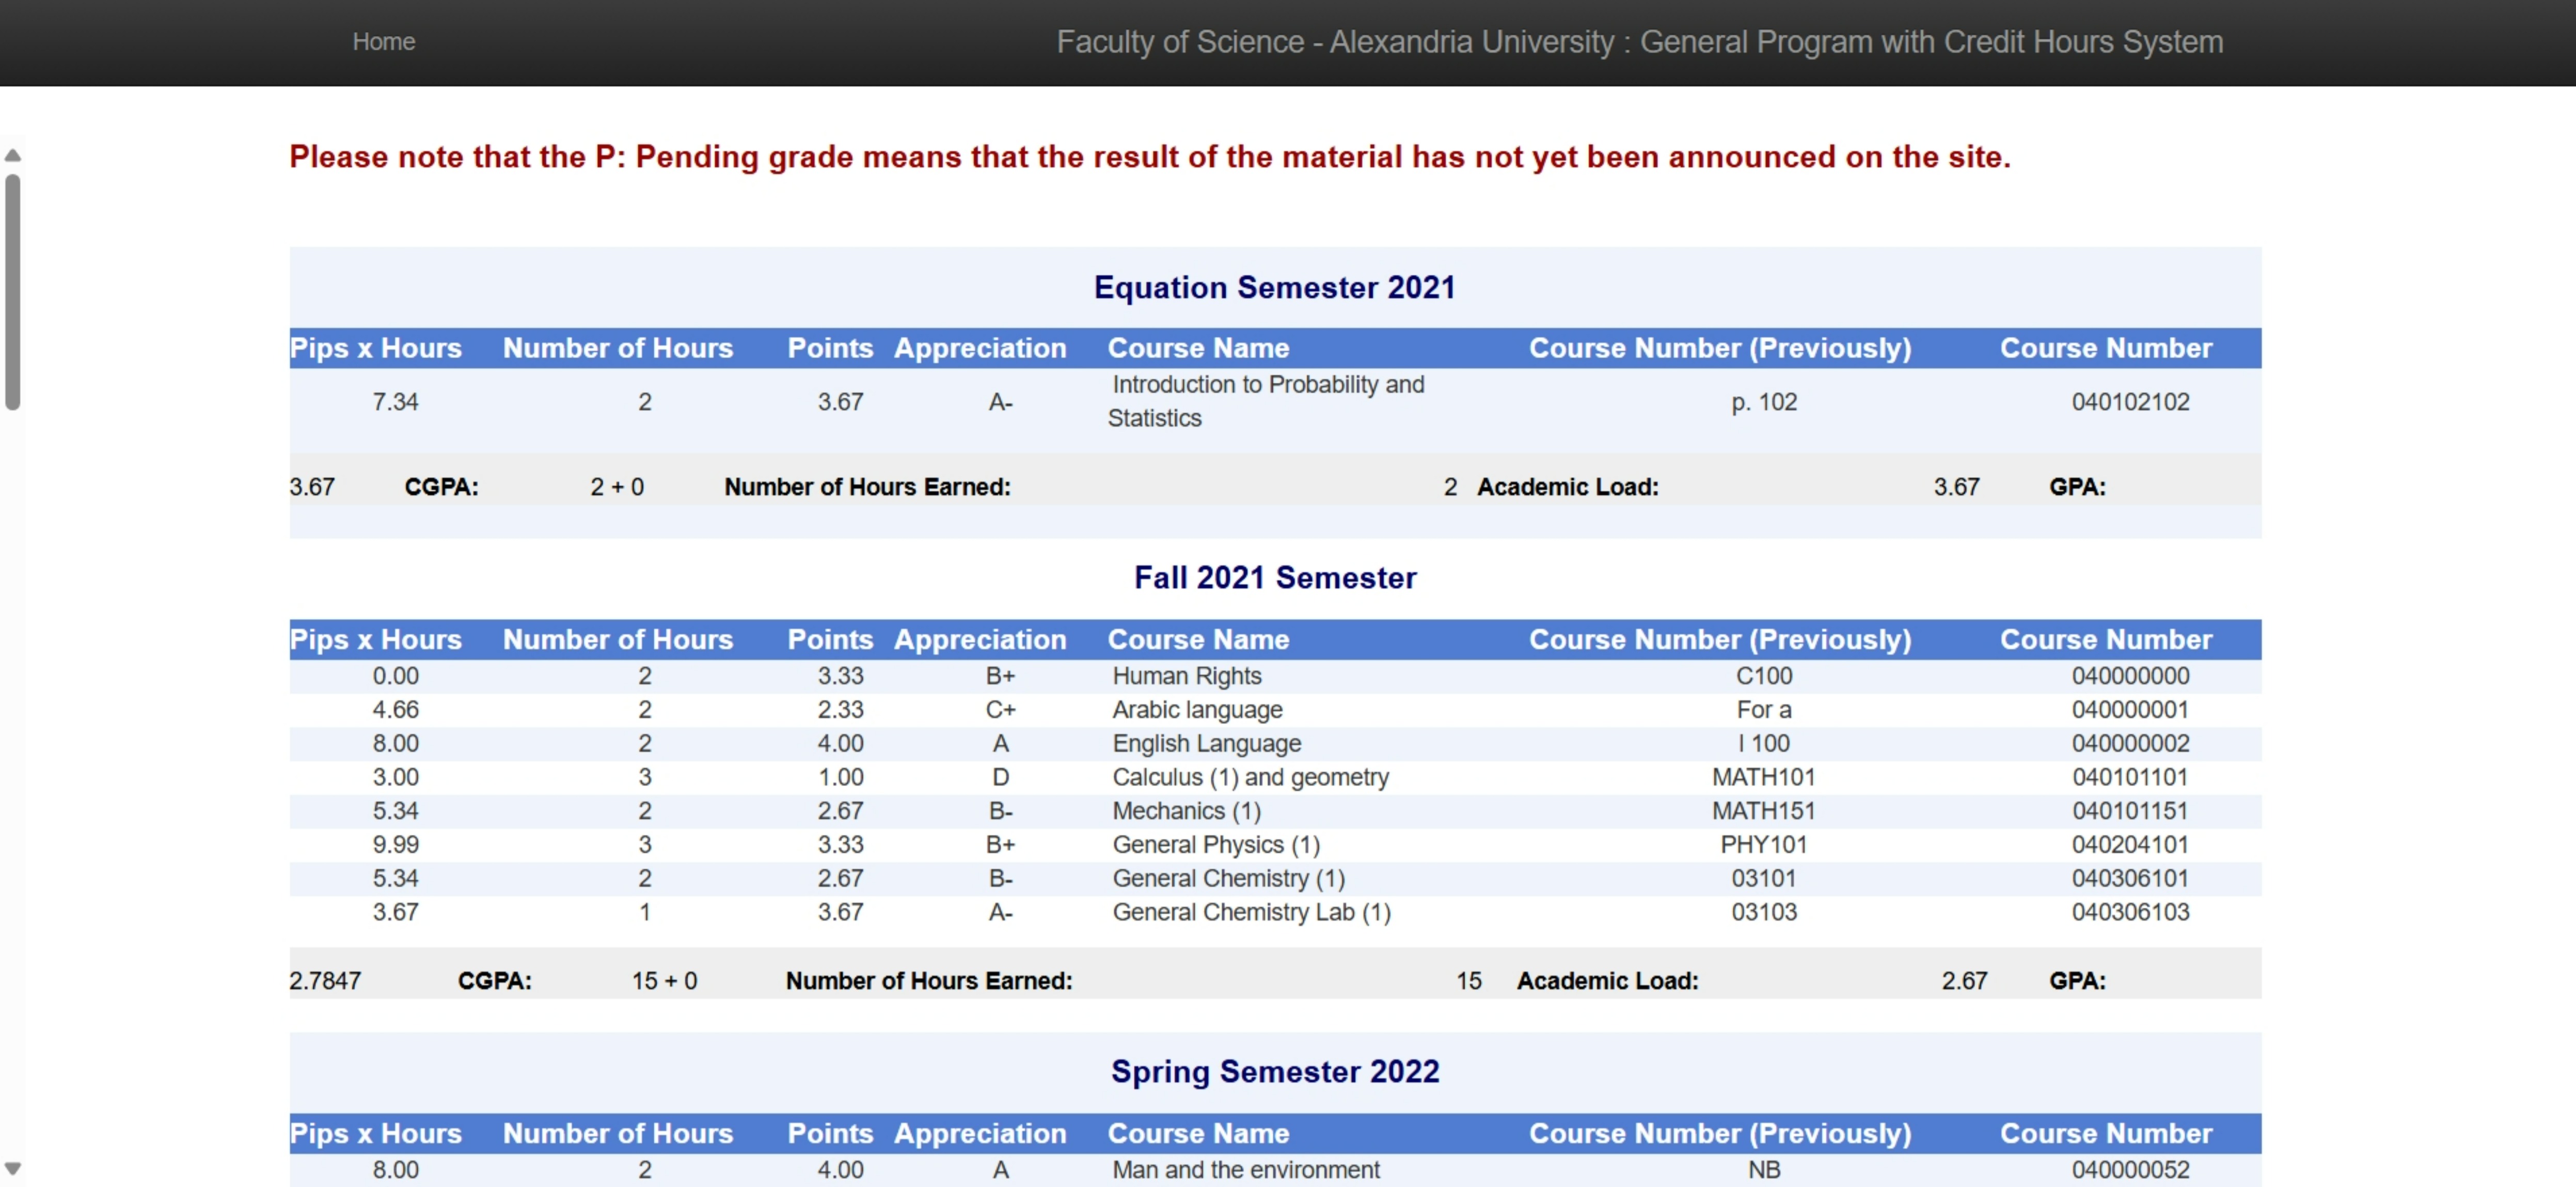 Home Faculty of Science - Alexandria University : General Program with Credit Hours System
Please note that the P: Pending grade means that the result of the material has not yet been announced on the site.
Equation Semester 2021
Pips x Hours Number of Hours Points Appreciation Course Name Course Number (Previously) Course Number
7.34 2 3.67 A- Introduction to Probability and Statistics p. 102 040102102
3.67 CGPA: 2 + 0 Number of Hours Earned: 2 Academic Load: 3.67 GPA:
Fall 2021 Semester
Pips x Hours Number of Hours Points Appreciation Course Name Course Number (Previously) Course Number
0.00 2 3.33 B+ Human Rights C100 040000000
4.66 2 2.33 C+ Arabic language For a 040000001
8.00 2 4.00 A English Language I 100 040000002
3.00 3 1.00 D Calculus (1) and geometry MATH101 040101101
5.34 2 2.67 B- Mechanics (1) MATH151 040101151
9.99 3 3.33 B+ General Physics (1) PHY101 040204101
5.34 2 2.67 B- General Chemistry (1) 03101 040306101
3.67 1 3.67 A- General Chemistry Lab (1) 03103 040306103
2.7847 CGPA: 15 + 0 Number of Hours Earned: 15 Academic Load: 2.67 GPA:
Spring Semester 2022
Pips x Hours Number of Hours Points Appreciation Course Name Course Number (Previously) Course Number
8.00 2 4.00 A Man and the environment NB 040000052